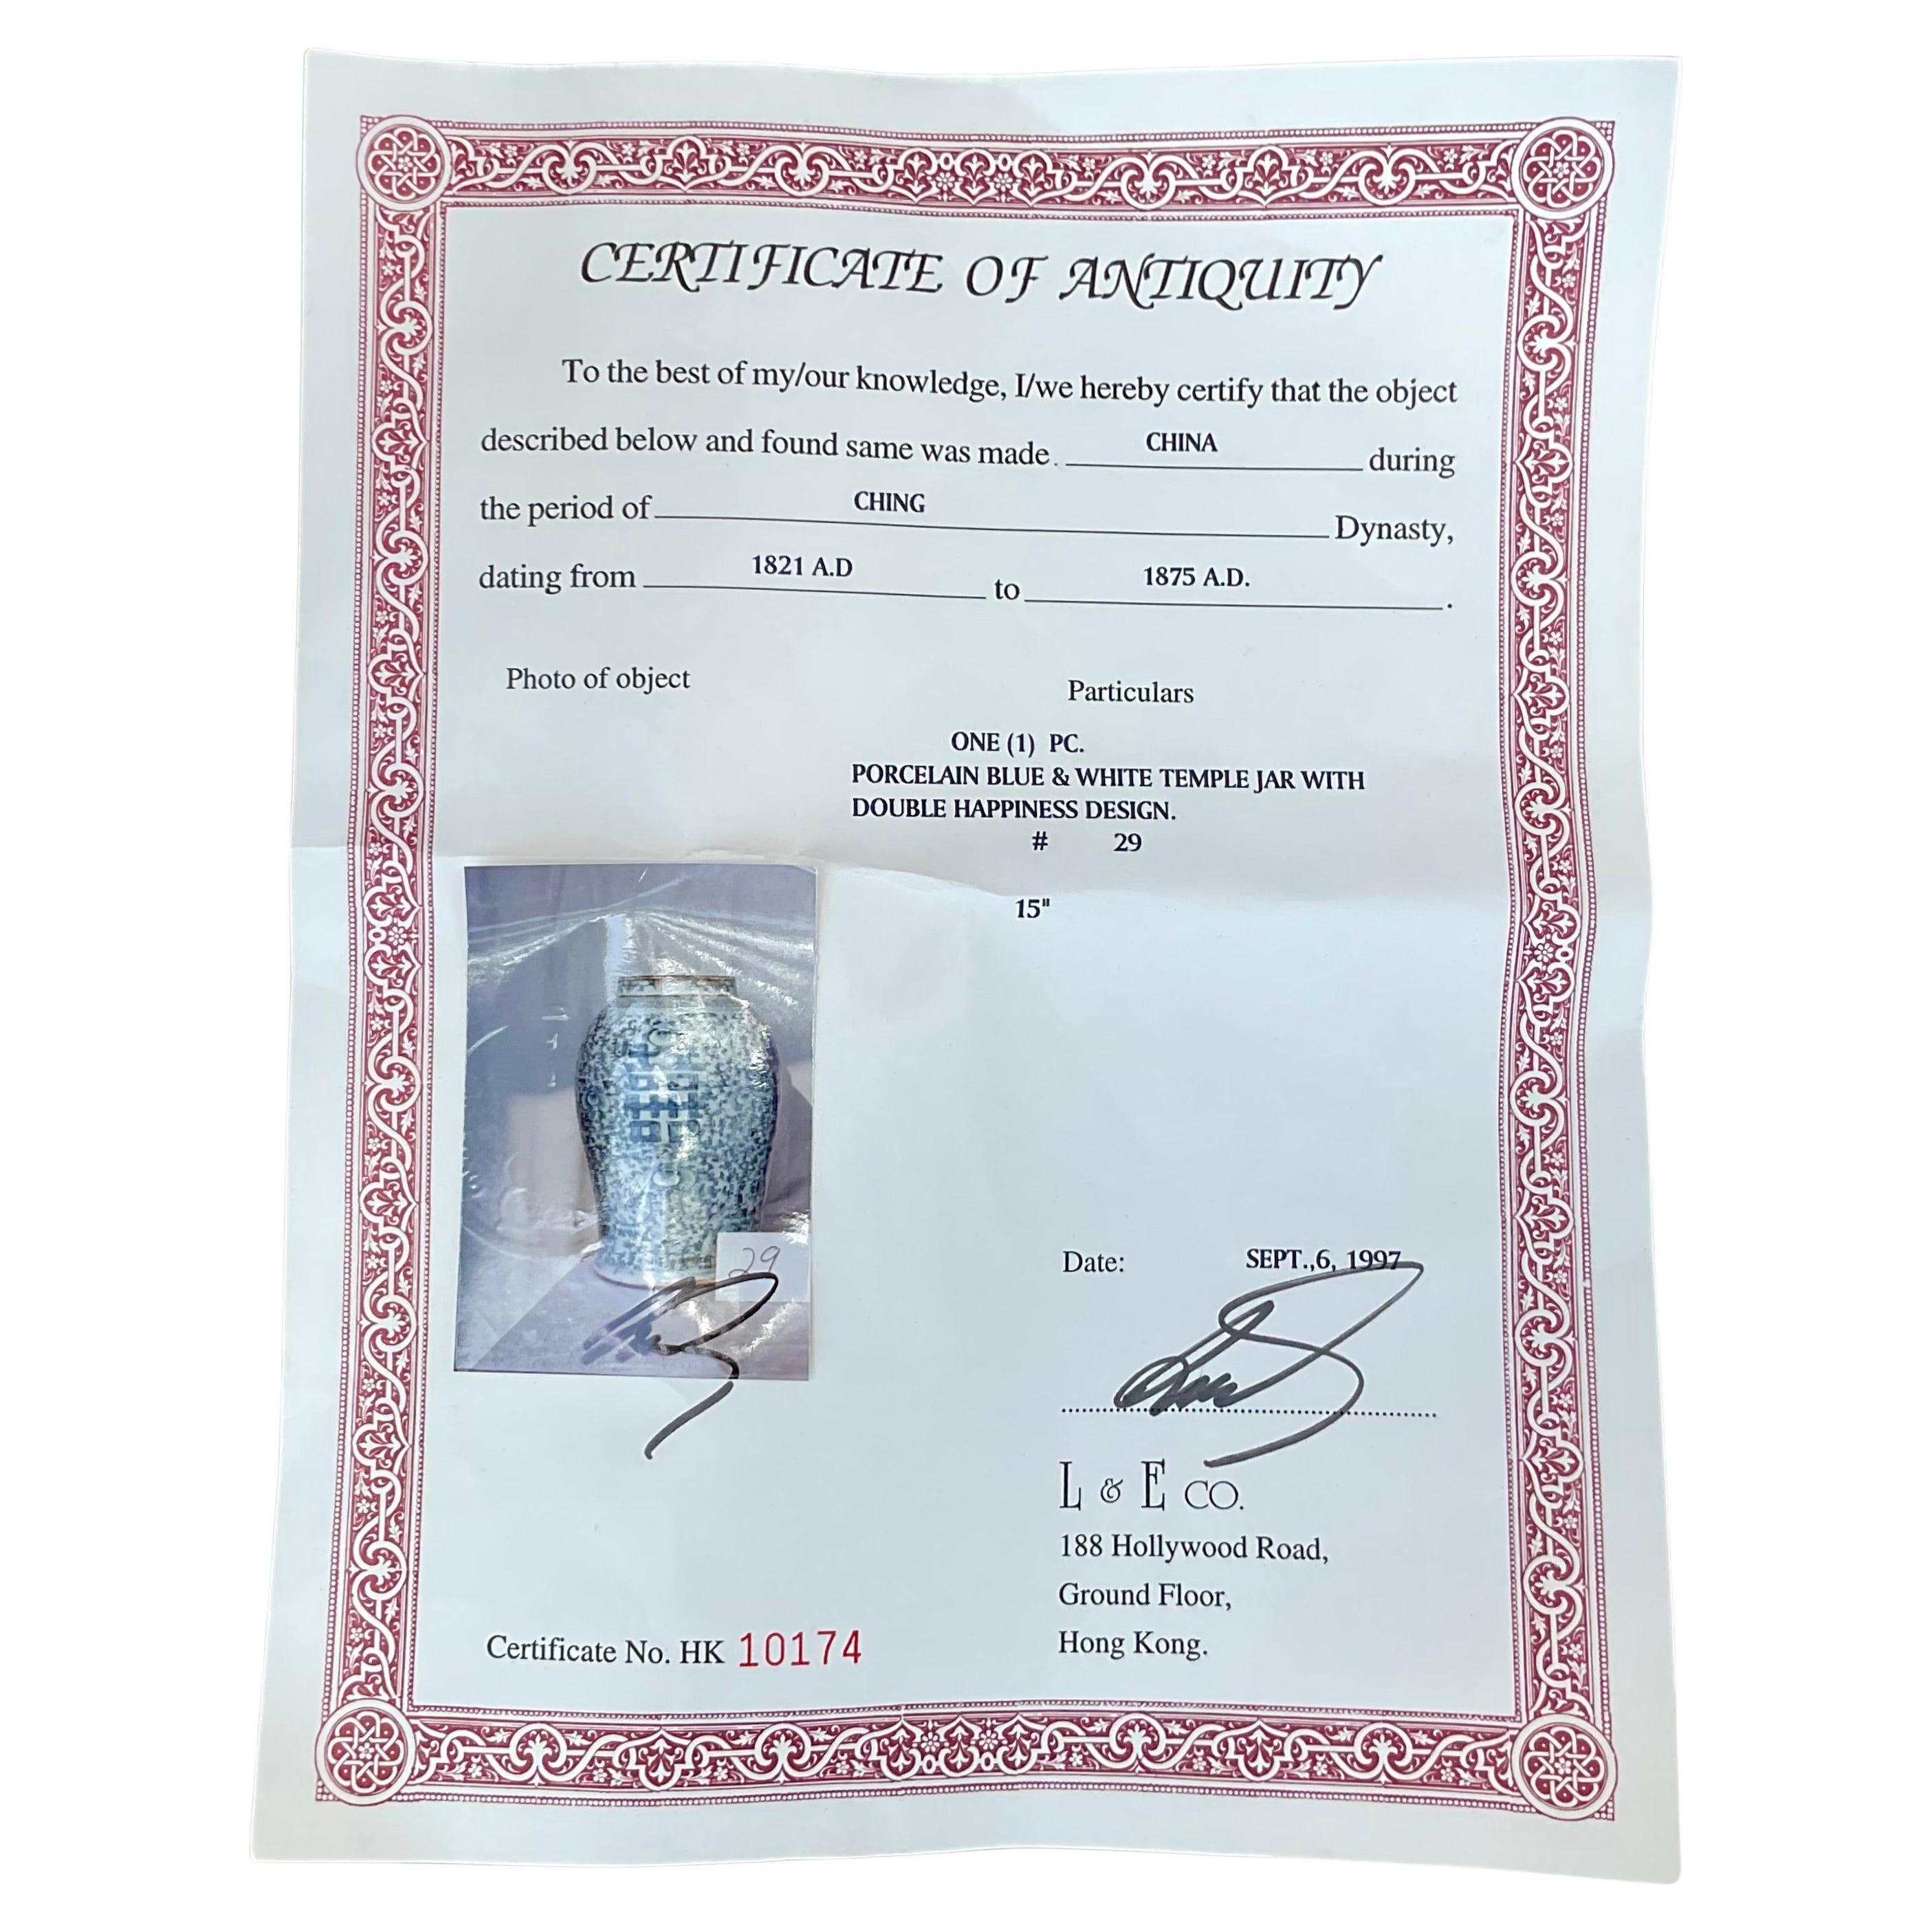 CERTIFICATE OF ANTIQUITY
To the best of my/our knowledge, I/we hereby certify that the object
described below and found same was made. CHINA during
the period of CHING Dynasty,
dating from 1821 A.D to 1875 A.D.
Photo of object
Particulars
ONE (1) PC.
PORCELAIN BLUE & WHITE TEMPLE JAR WITH
DOUBLE HAPPINESS DESIGN.
# 29
15"
囍
29
Date: SEPT.,6, 1997
L & E CO.
188 Hollywood Road,
Ground Floor,
Hong Kong.
Certificate No. HK 10174